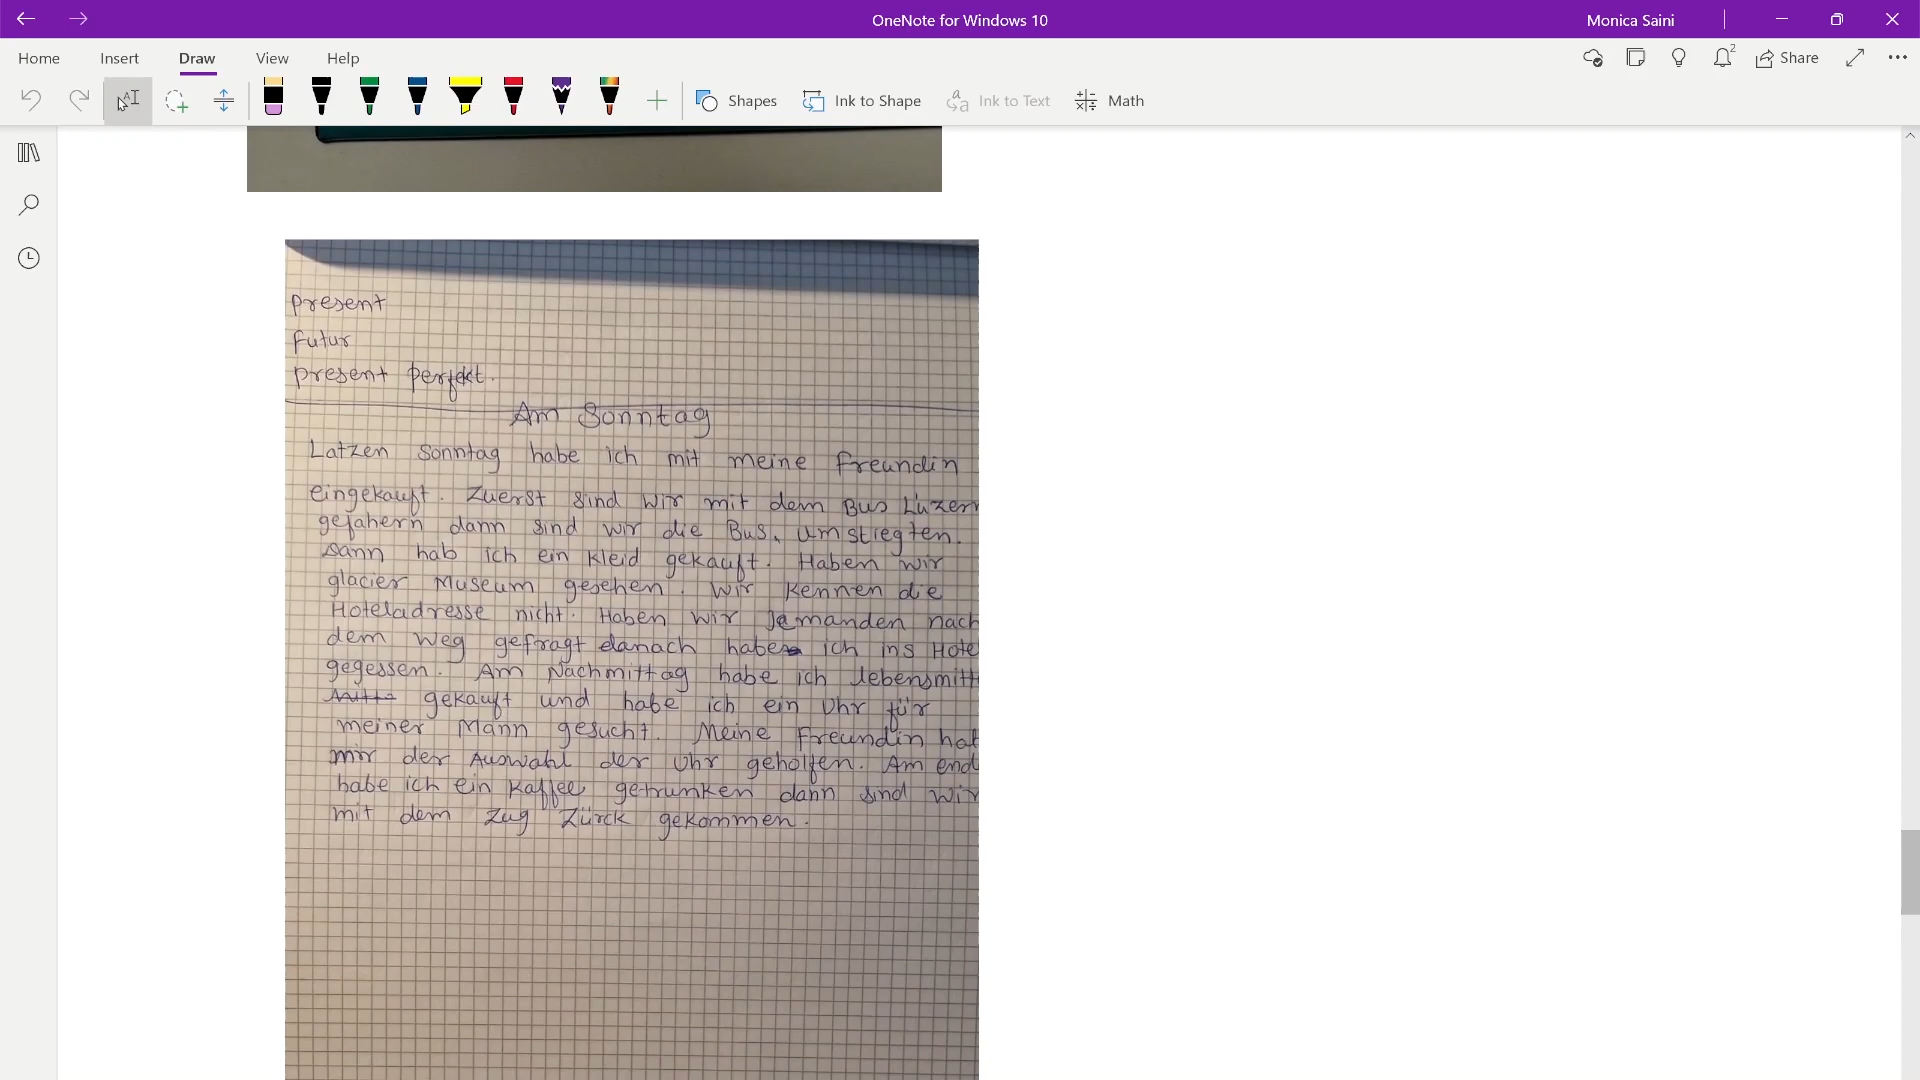 OneNote for Windows 10
Monica Saini
Home Insert Draw View Help
2
Share
Shapes Ink to Shape Ink to Text Math
present
futur
present perfekt.
Am Sonntag
Latzen Sonntag habe ich mit meine Freundin
eingekauft. Zuerst sind wir mit dem Bus Lüzern
gefahern dann sind wir die Bus, umstiegten.
Dann hab ich ein Kleid gekauft. Haben wir
glacier Museum gesehen. Wir kennen die
Hoteladresse nicht. Haben wir Jemanden nach
dem Weg gefragt danach habe ich ins Hote
gegessen. Am Nachmittag habe ich lebensmitt
gekauft und habe ich ein Uhr für
meiner Mann gesucht. Meine Freundin hat
mir der Auswahl der Uhr geholfen. Am end
habe ich ein Kaffee getrunken dann sind wir
mit dem Zug Zürck gekommen.